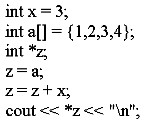 int x = 3;
int a[] = {1,2,3,4};
int *z;
z = a;
z = z + x;
cout << *z << "\n";